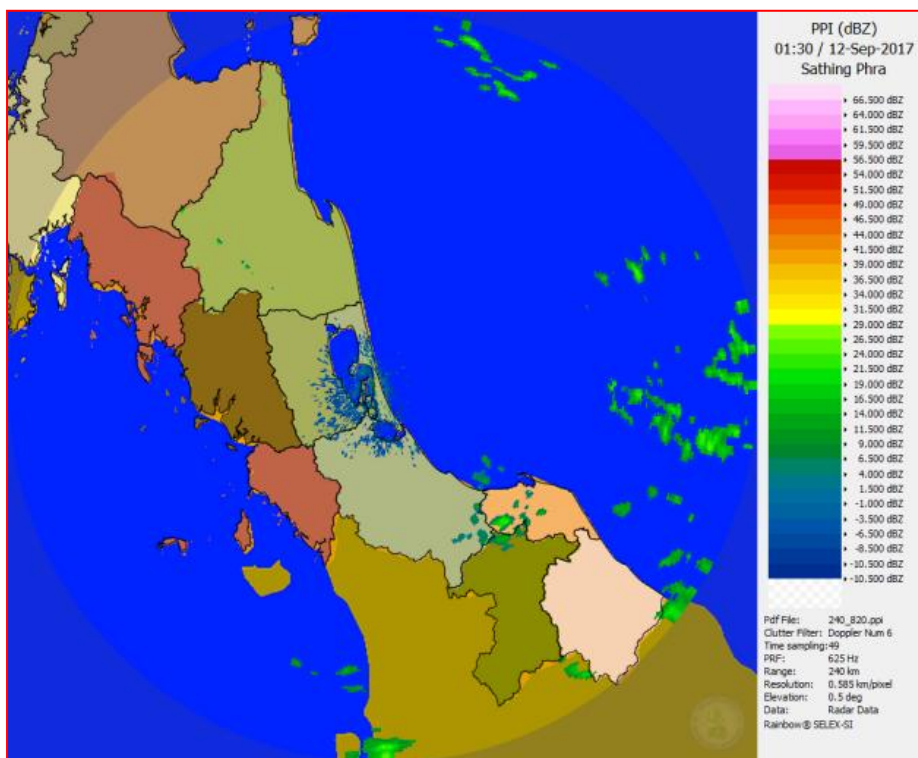 PPI (dBZ)
01:30 / 12-Sep-2017
Sathing Phra
66.500 dBZ
64.000 dBZ
61.500 dBZ
59.500 dBZ
56.500 dBZ
54.000 dBZ
51.500 dBZ
49.000 dBZ
46.500 dBZ
44.000 dBZ
41.500 dBZ
39.000 dBZ
36.500 dBZ
34.000 dBZ
31.500 dBZ
29.000 dBZ
26.500 dBZ
24.000 dBZ
21.500 dBZ
19.000 dBZ
16.500 dBZ
14.000 dBZ
11.500 dBZ
9.000 dBZ
6.500 dBZ
4.000 dBZ
1.500 dBZ
-1.000 dBZ
-3.500 dBZ
-6.500 dBZ
-8.500 dBZ
-10.500 dBZ
-10.500 dBZ
Pdf File: 240_820.ppi
Clutter Filter: Doppler Num 6
Time sampling:49
PRF: 625 Hz
Range: 240 km
Resolution: 0.585 km/pixel
Elevation: 0.5 deg
Data: Radar Data
Rainbow® SELEX-SI